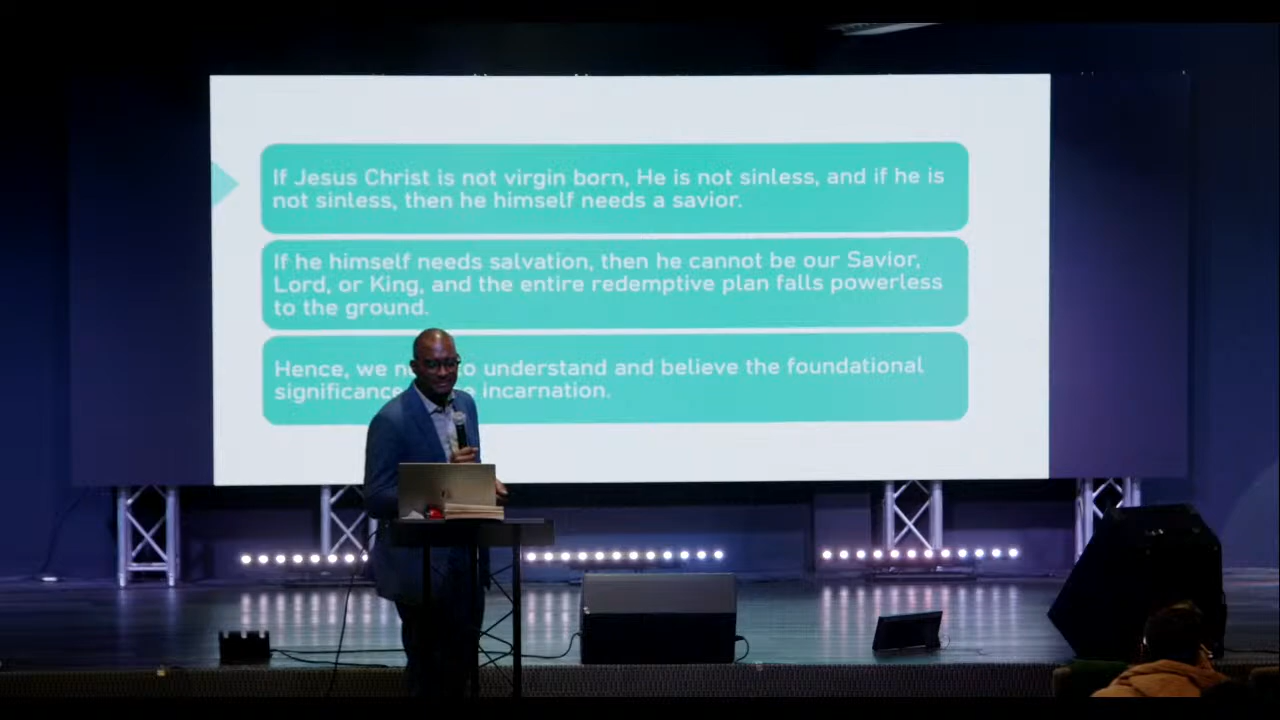 If Jesus Christ is not virgin born, He is not sinless, and if he is
not sinless, then he himself needs a savior.
If he himself needs salvation, then he cannot be our Savior,
Lord, or King, and the entire redemptive plan falls powerless
to the ground.
Hence, we understand and believe the foundational
significance incarnation.